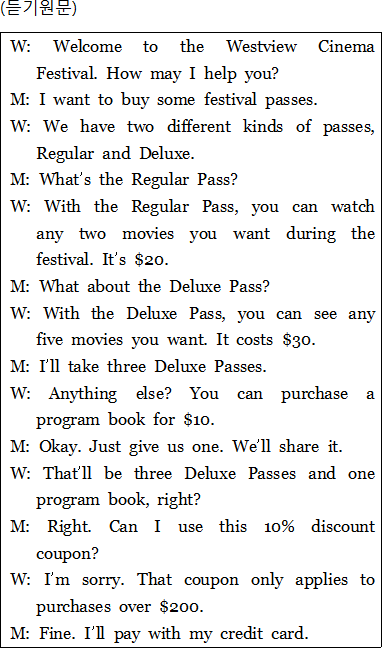 (듣기원문)
W: Welcome to the Westview Cinema
Festival. How may I help you?
M: I want to buy some festival passes.
W: We have two different kinds of passes,
Regular and Deluxe.
M: What's the Regular Pass?
W: With the Regular Pass, you can watch
any two movies you want during the
festival. It's $20.
M: What about the Deluxe Pass?
W: With the Deluxe Pass, you can see any
five movies you want. It costs $30.
M: I'll take three Deluxe Passes.
W: Anything else? You can purchase a
program book for $10.
M: Okay. Just give us one. We'll share it.
W: That'll be three Deluxe Passes and one
program book, right?
M: Right. Can I use this 10% discount
coupon?
W: I'm sorry. That coupon only applies to
purchases over $200.
M: Fine. I'll pay with my credit card.